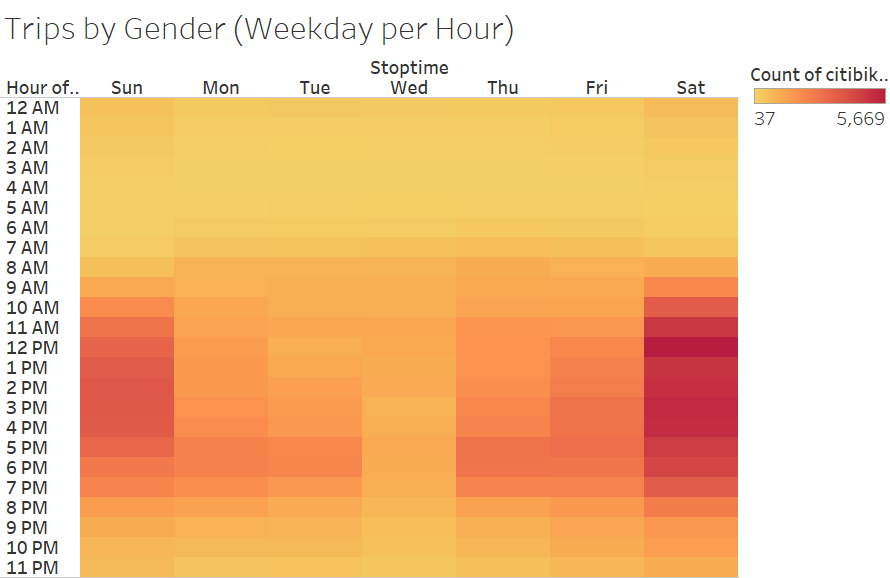 Trips by Gender (Weekday per Hour)
Stoptime
Hour of.. Sun Mon Tue Wed Thu Fri Sat
Count of citibik..
37 5,669
12 AM
1 AM
2 AM
3 AM
4 AM
5 AM
6 AM
7 AM
8 AM
9 AM
10 AM
11 AM
12 PM
1 PM
2 PM
3 PM
4 PM
5 PM
6 PM
7 PM
8 PM
9 PM
10 PM
11 PM